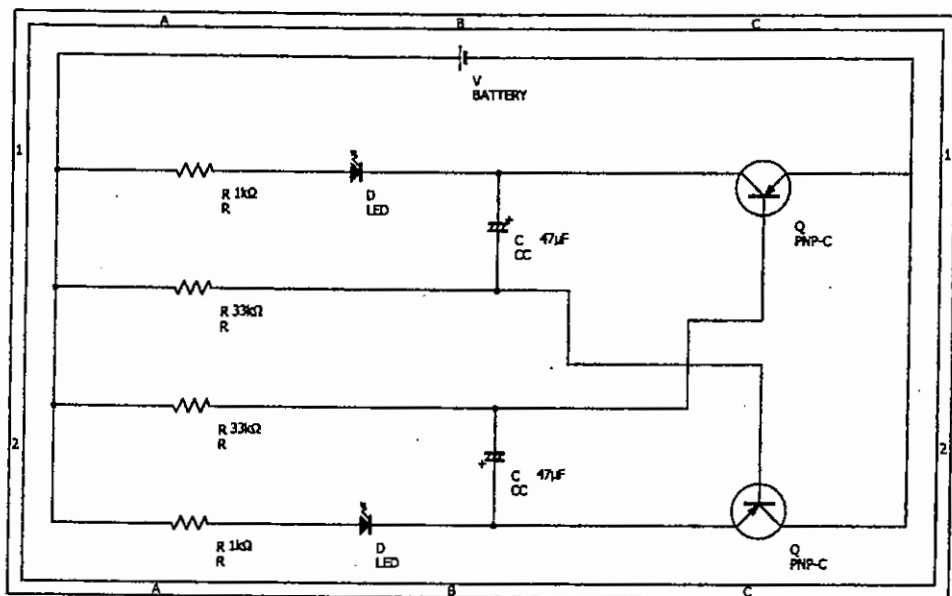 A B C
V
BATTERY
1 1
R 1kΩ
R
D
LED
C 47µF
CC
Q
PNP-C
R 33kΩ
R
R 33kΩ
R
2 2
C 47µF
CC
R 1kΩ
R
D
LED
Q
PNP-C
A B C